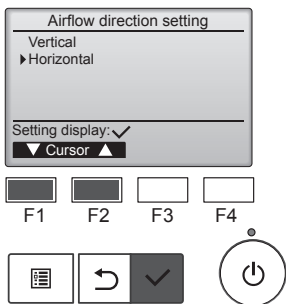 Airflow direction setting
Vertical
Horizontal
Setting display:
Cursor
F1 F2 F3 F4